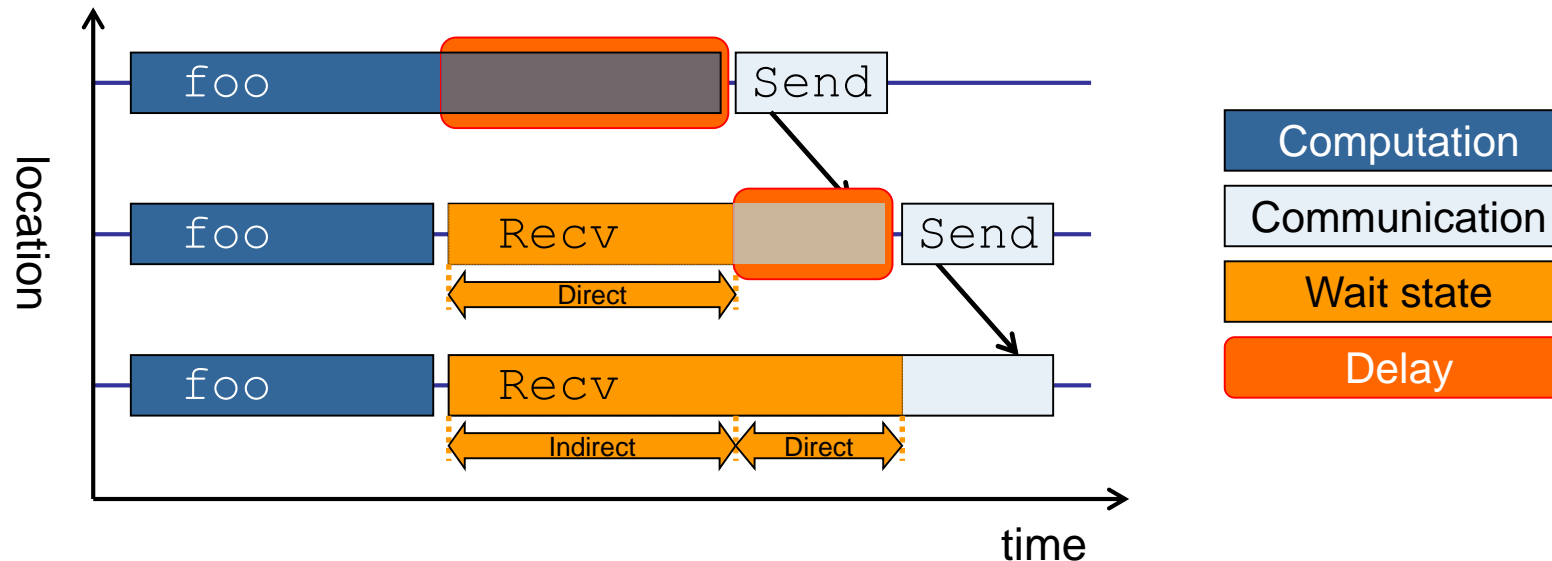 foo
Send
foo
Recv
Send
Direct
foo
Recv
Indirect
Direct
location
time
Computation
Communication
Wait state
Delay